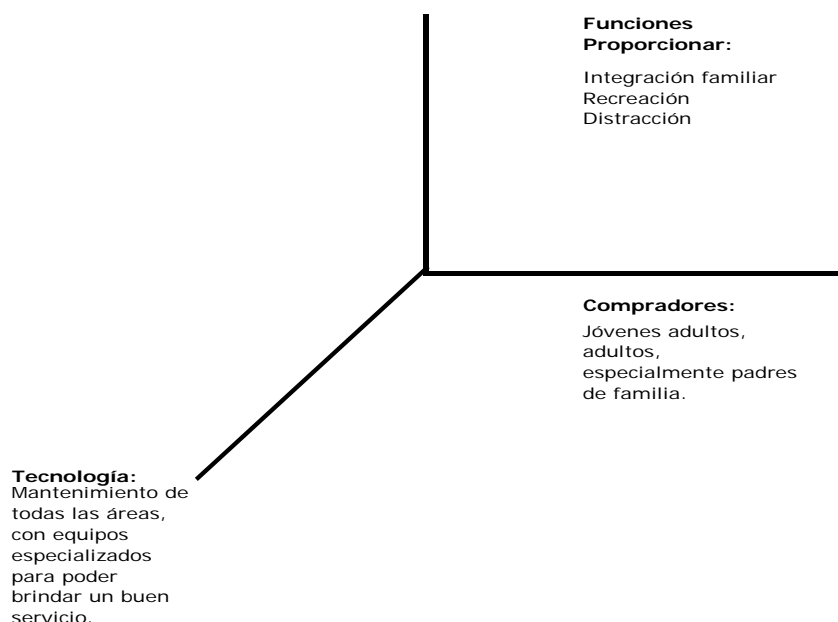 Funciones
Proporcionar:
Integración familiar
Recreación
Distracción
Compradores:
Jóvenes adultos,
adultos,
especialmente padres
de familia.
Tecnología:
Mantenimiento de
todas las áreas,
con equipos
especializados
para poder
brindar un buen
servicio.